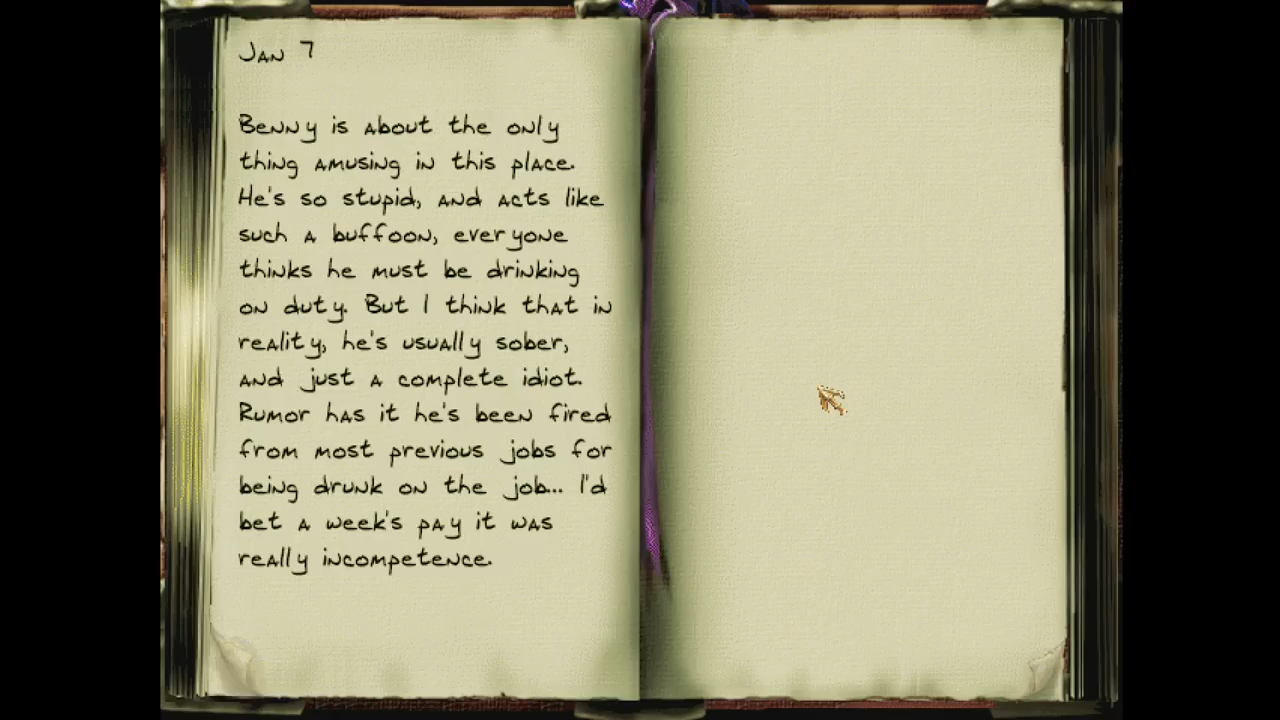 Jan 7
Benny is about the only
thing amusing in this place.
He's so stupid, and acts like
such a buffoon, everyone
thinks he must be drinking
on duty. But I think that in
reality, he's usually sober,
and just a complete idiot.
Rumor has it he's been fired
from most previous jobs for
being drunk on the job... I'd
bet a week's pay it was
really incompetence.